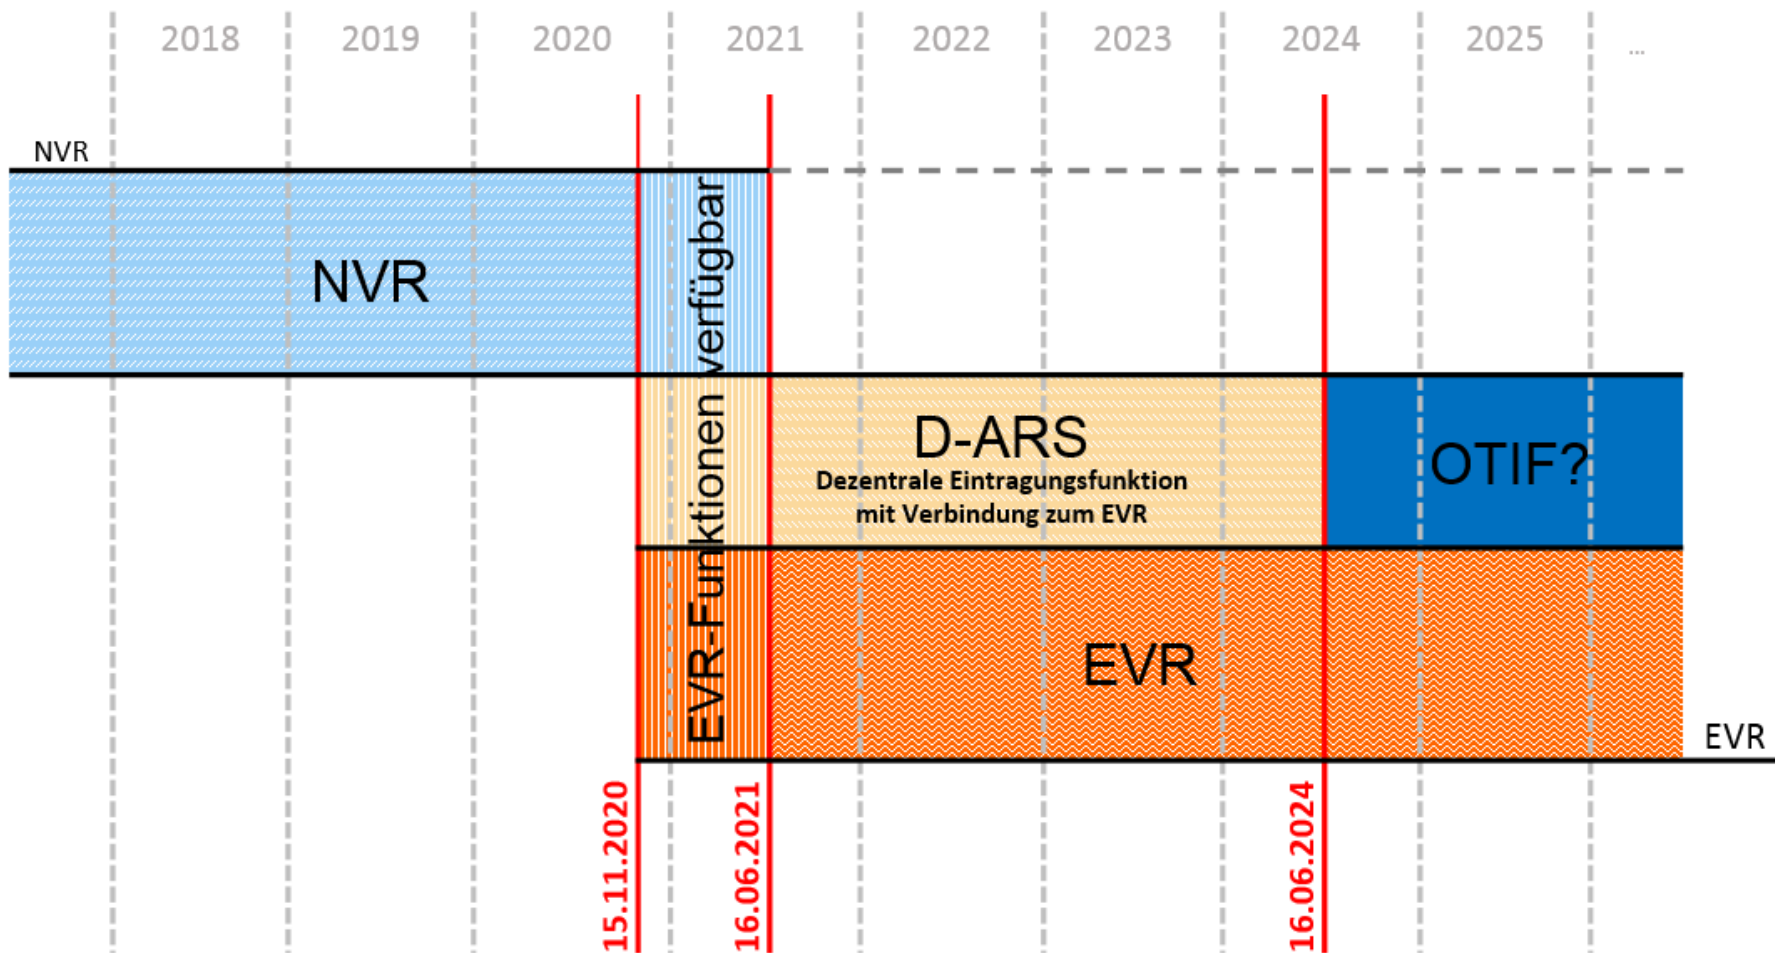 2018 2019 2020 2021 2022 2023 2024 2025 ...
NVR
NVR
EVR-Funktionen verfügbar
D-ARS
Dezentrale Eintragungsfunktion
mit Verbindung zum EVR
OTIF?
EVR
EVR
15.11.2020
16.06.2021
16.06.2024